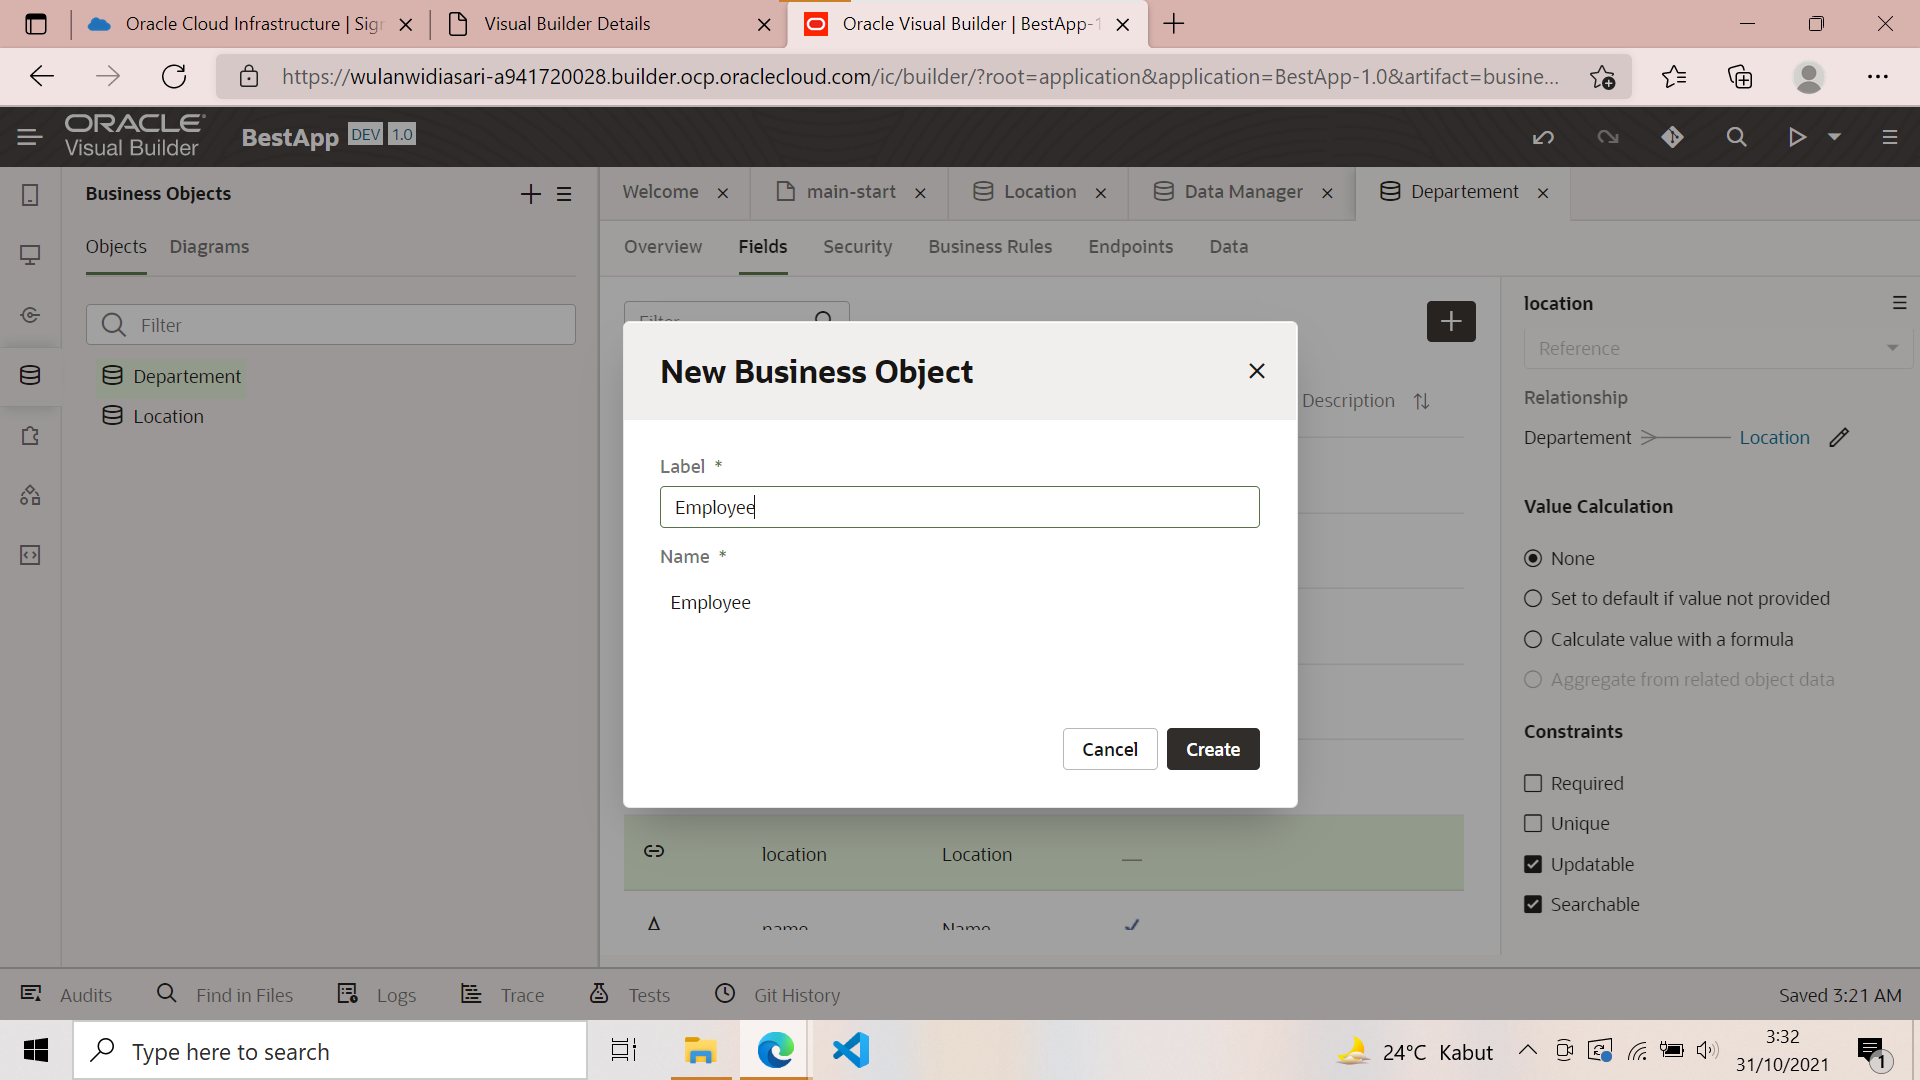 Oracle Cloud Infrastructure | Sign
Visual Builder Details
Oracle Visual Builder | BestApp-1
https://wulanwidiasari-a941720028.builder.ocp.oraclecloud.com/ic/builder/?root=application&application=BestApp-1.0&artifact=busine...
ORACLE
Visual Builder
BestApp DEV 1.0
Business Objects
Objects Diagrams
Filter
Departement
Location
Welcome main-start Location Data Manager Departement
Overview Fields Security Business Rules Endpoints Data
Filter
Description
New Business Object
Label *
Employee
Name *
Employee
Cancel Create
location Location
name Name
location
Reference
Relationship
Departement Location
Value Calculation
None
Set to default if value not provided
Calculate value with a formula
Aggregate from related object data
Constraints
Required
Unique
Updatable
Searchable
Audits Find in Files Logs Trace Tests Git History Saved 3:21 AM
Type here to search
24°C Kabut
3:32
31/10/2021
1